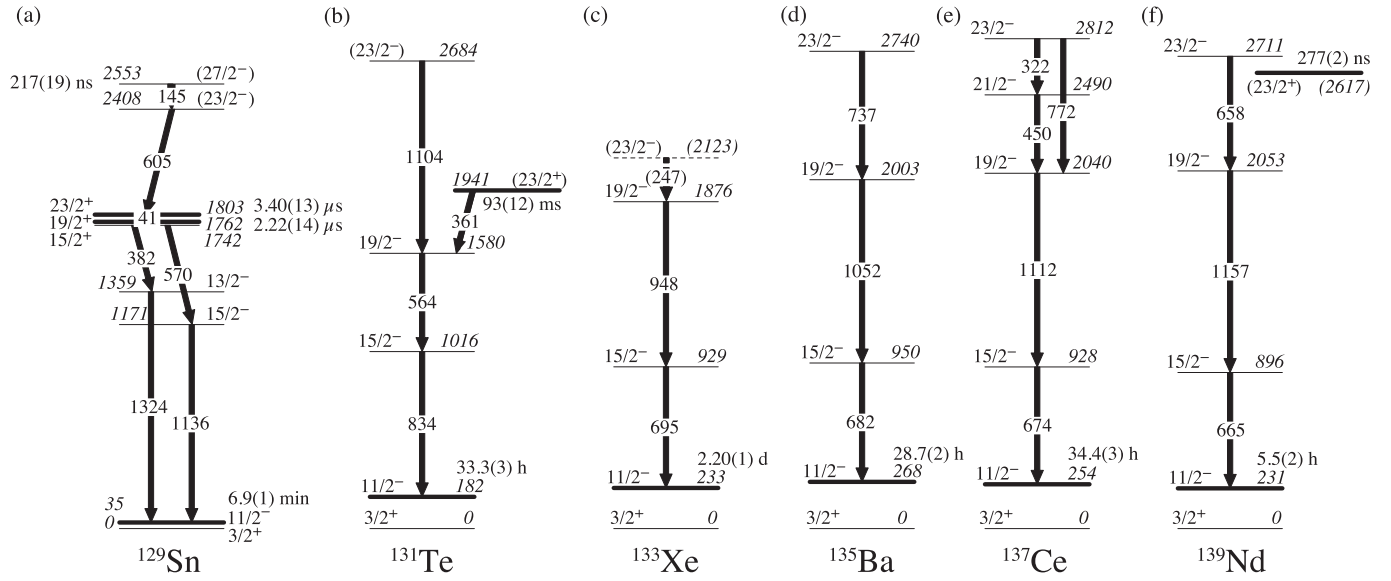 (a)
217(19) ns
2553 (27/2−)
145
2408 (23/2−)
605
23/2+ 1803 3.40(13) µs
41
19/2+ 1762 2.22(14) µs
15/2+ 1742
382
570
1359 13/2−
1171 15/2−
1324
1136
35 6.9(1) min
0 11/2−
3/2+
129Sn
(b)
(23/2−) 2684
1104
1941 (23/2+)
93(12) ms
361
19/2− 1580
564
15/2− 1016
834
33.3(3) h
11/2− 182
3/2+ 0
131Te
(c)
(23/2−) (2123)
(247)
19/2− 1876
948
15/2− 929
695
2.20(1) d
11/2− 233
3/2+ 0
133Xe
(d)
23/2− 2740
737
19/2− 2003
1052
15/2− 950
682
28.7(2) h
11/2− 268
3/2+ 0
135Ba
(e)
23/2− 2812
322
21/2− 2490
772
450
19/2− 2040
1112
15/2− 928
674
34.4(3) h
11/2− 254
3/2+ 0
137Ce
(f)
23/2− 2711
277(2) ns
(23/2+) (2617)
658
19/2− 2053
1157
15/2− 896
665
5.5(2) h
11/2− 231
3/2+ 0
139Nd